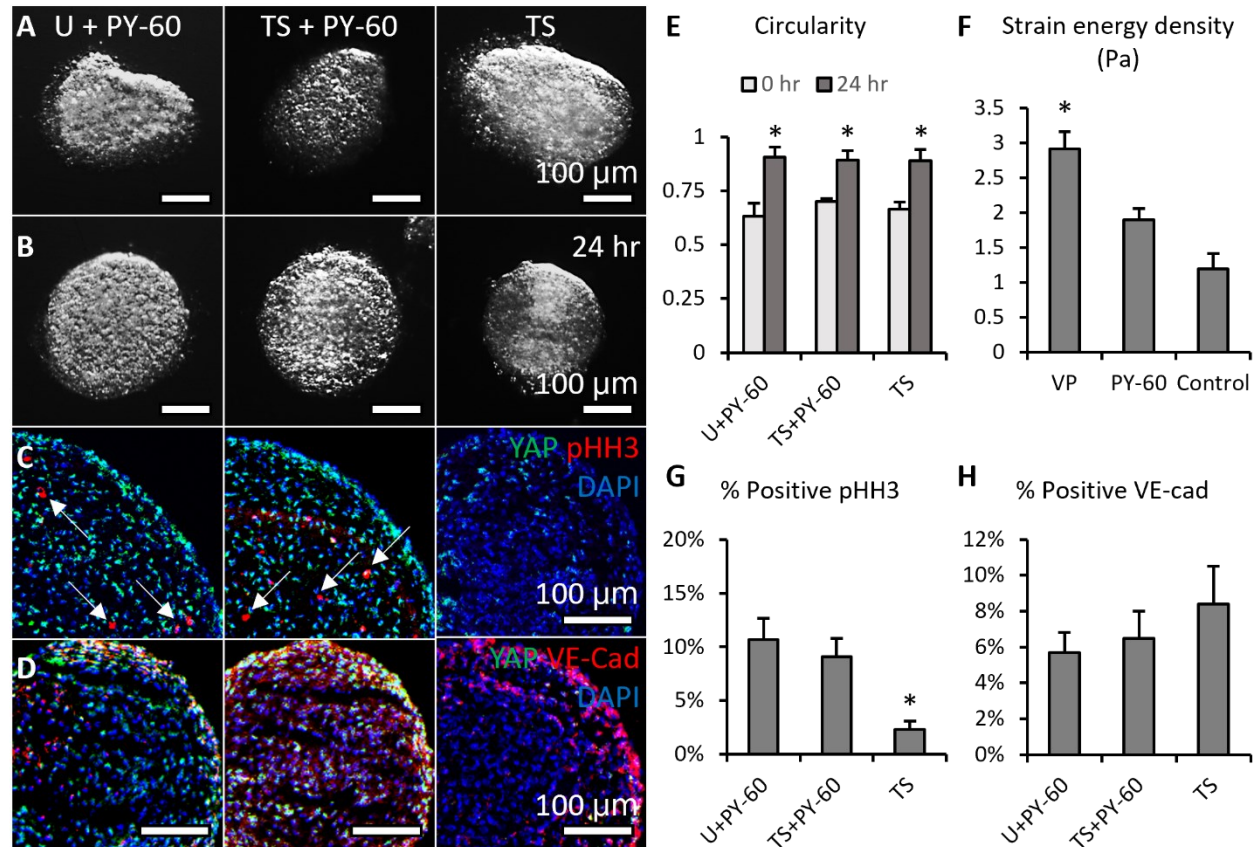 A U + PY-60 TS + PY-60 TS
100 µm
B 24 hr
100 µm
C YAP pHH3
DAPI
100 µm
D YAP VE-Cad
DAPI
100 µm
E Circularity
0 hr 24 hr
* * *
1
0.75
0.5
0.25
0
U+PY-60 TS+PY-60 TS
F Strain energy density
(Pa)
3.5
*
3
2.5
2
1.5
1
0.5
0
VP PY-60 Control
G % Positive pHH3
20%
15%
10%
5%
*
0%
U+PY-60 TS+PY-60 TS
H % Positive VE-cad
12%
10%
8%
6%
4%
2%
0%
U+PY-60 TS+PY-60 TS